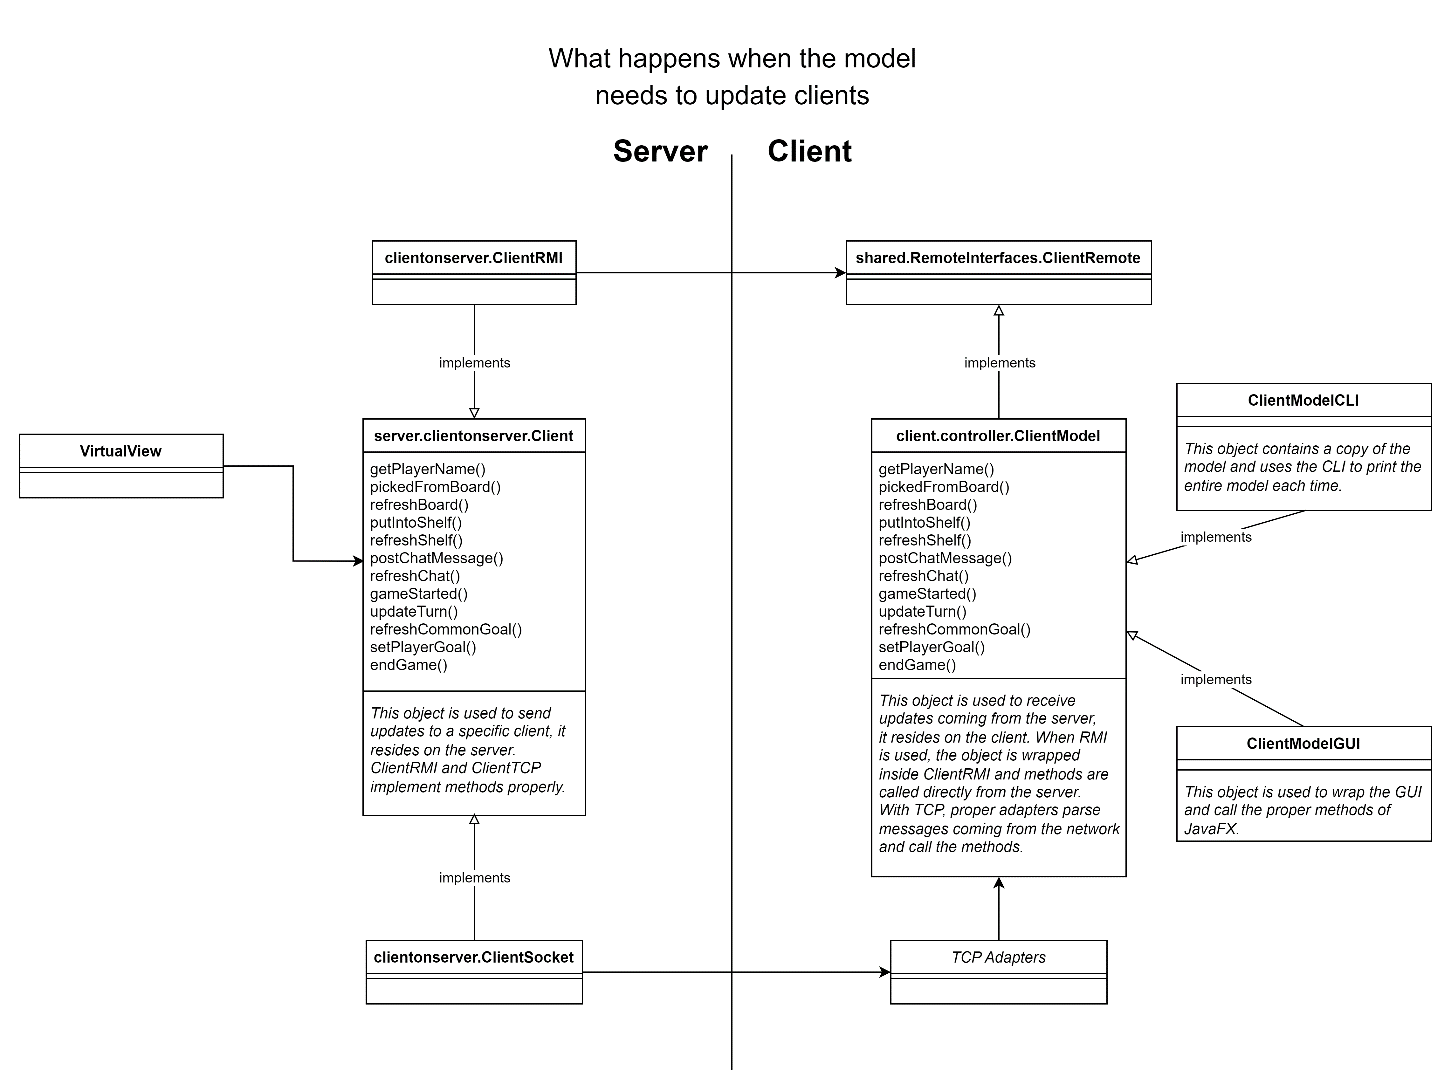 What happens when the model
needs to update clients
Server
Client
clientonserver.ClientRMI
shared.RemoteInterfaces.ClientRemote
implements
implements
VirtualView
server.clientonserver.Client
getPlayerName()
pickedFromBoard()
refreshBoard()
putIntoShelf()
refreshShelf()
postChatMessage()
refreshChat()
gameStarted()
updateTurn()
refreshCommonGoal()
setPlayerGoal()
endGame()
This object is used to send
updates to a specific client, it
resides on the server.
ClientRMI and ClientTCP
implement methods properly.
client.controller.ClientModel
getPlayerName()
pickedFromBoard()
refreshBoard()
putIntoShelf()
refreshShelf()
postChatMessage()
refreshChat()
gameStarted()
updateTurn()
refreshCommonGoal()
setPlayerGoal()
endGame()
This object is used to receive
updates coming from the server,
it resides on the client. When RMI
is used, the object is wrapped
inside ClientRMI and methods are
called directly from the server.
With TCP, proper adapters parse
messages coming from the network
and call the methods.
ClientModelCLI
This object contains a copy of the
model and uses the CLI to print the
entire model each time.
implements
implements
ClientModelGUI
This object is used to wrap the GUI
and call the proper methods of
JavaFX.
implements
clientonserver.ClientSocket
TCP Adapters